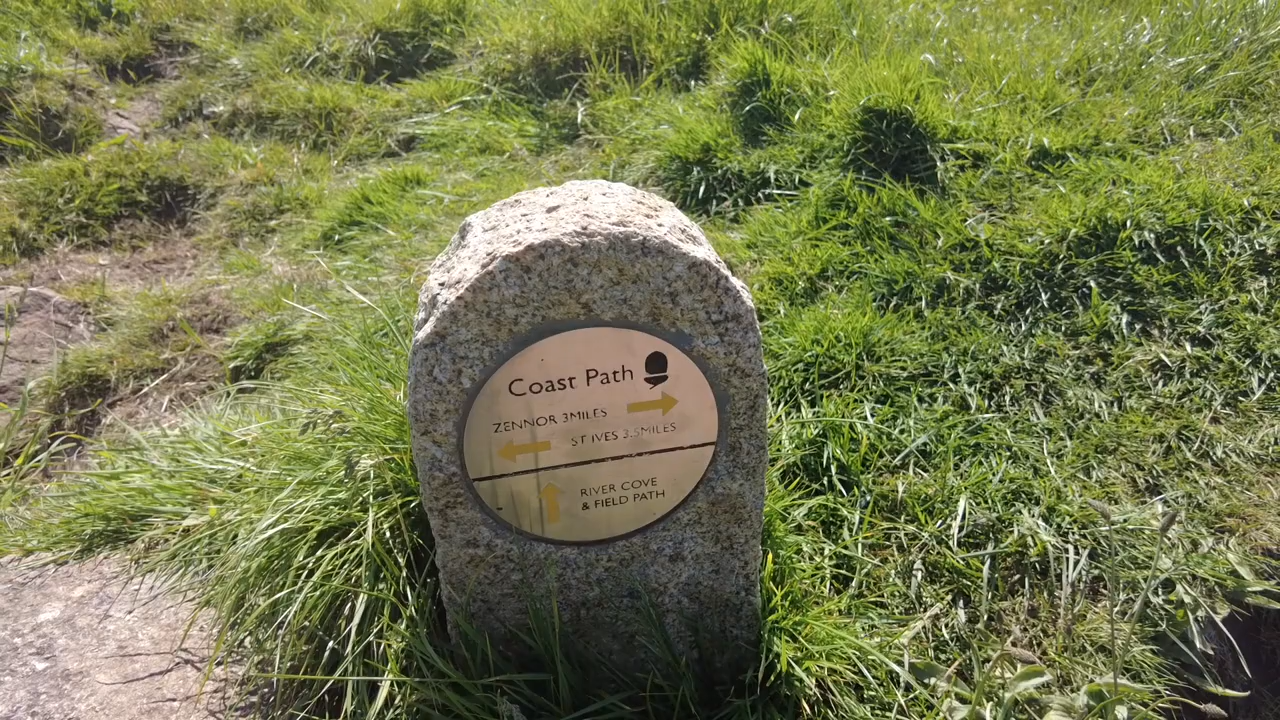 Coast Path
ZENNOR 3MILES
ST IVES 3.5MILES
RIVER COVE
& FIELD PATH